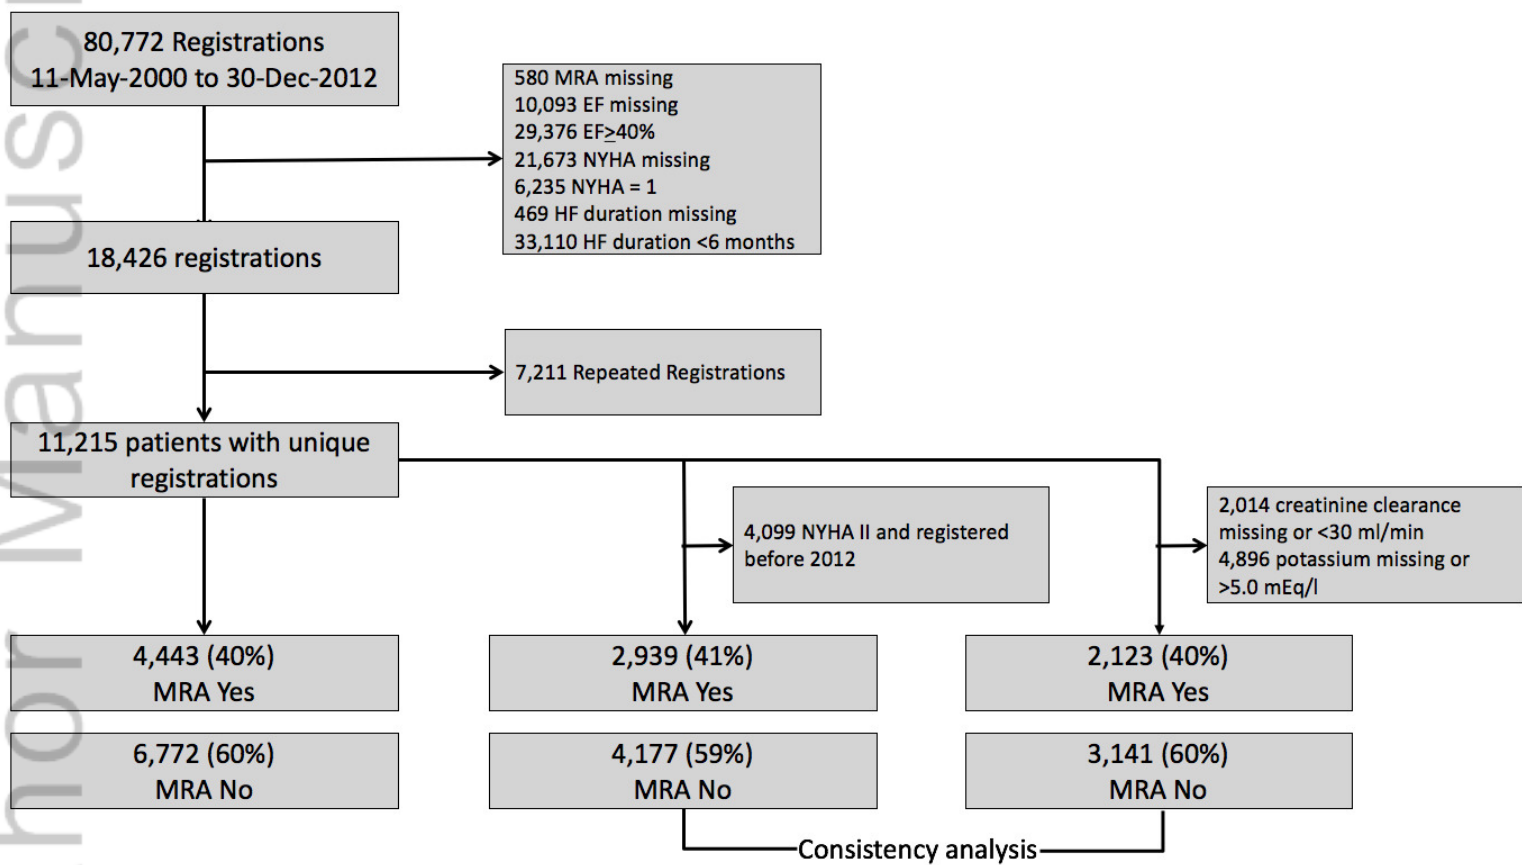 80,772 Registrations
11-May-2000 to 30-Dec-2012
580 MRA missing
10,093 EF missing
29,376 EF≥40%
21,673 NYHA missing
6,235 NYHA = 1
469 HF duration missing
33,110 HF duration <6 months
18,426 registrations
7,211 Repeated Registrations
11,215 patients with unique
registrations
4,099 NYHA II and registered
before 2012
2,014 creatinine clearance
missing or <30 ml/min
4,896 potassium missing or
>5.0 mEq/l
4,443 (40%)
MRA Yes
2,939 (41%)
MRA Yes
2,123 (40%)
MRA Yes
6,772 (60%)
MRA No
4,177 (59%)
MRA No
3,141 (60%)
MRA No
Consistency analysis
hor Manusc